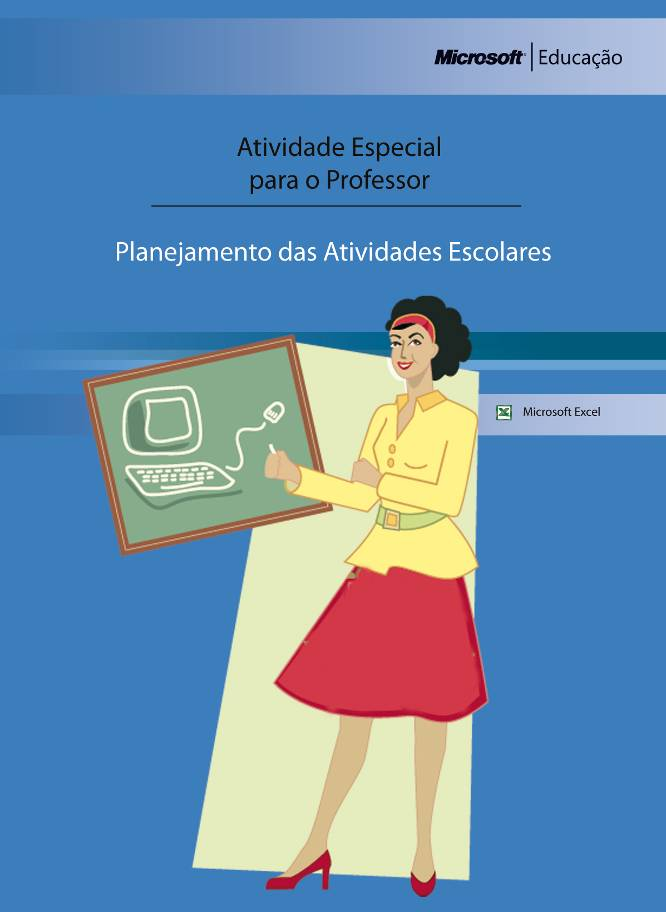 Microsoft | Educação
Atividade Especial
para o Professor
Planejamento das Atividades Escolares
Microsoft Excel